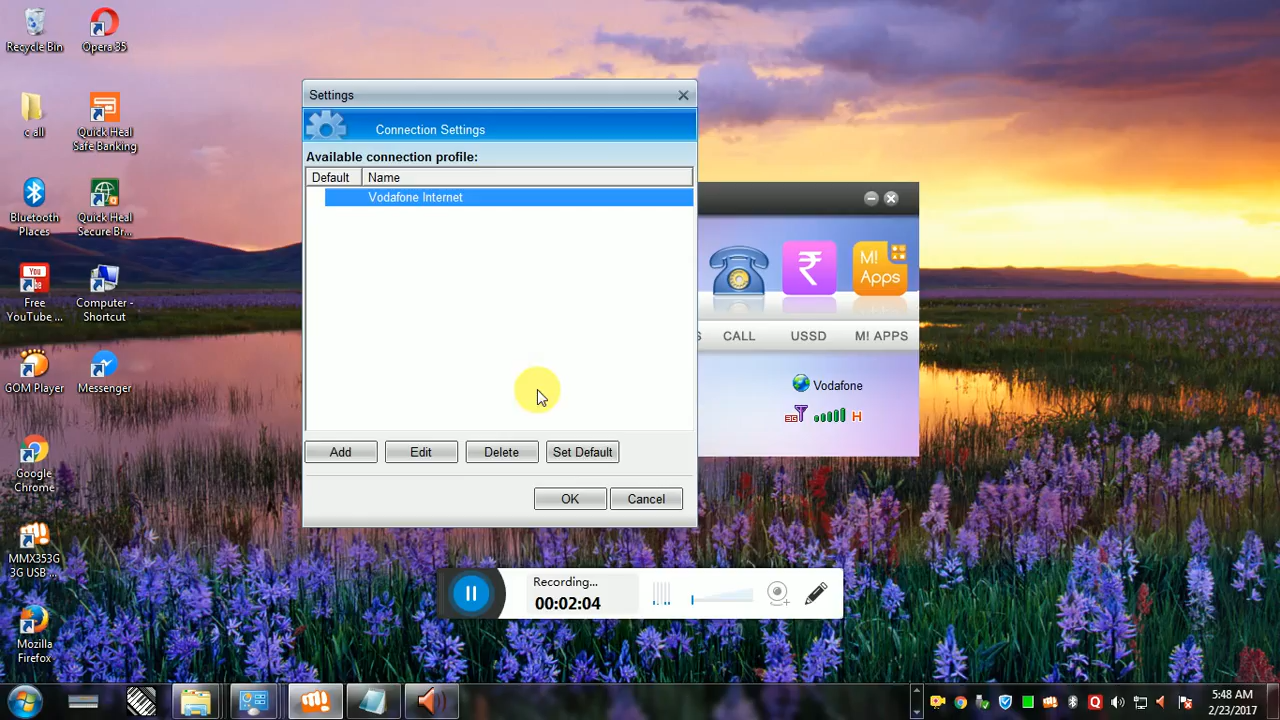 Recycle Bin
Opera 35
c all
Quick Heal
Safe Banking
Bluetooth
Places
Quick Heal
Secure Br...
You
Tube
Free
YouTube ...
Computer -
Shortcut
GOM Player
Messenger
Google
Chrome
MMX353G
3G USB ...
Mozilla
Firefox
Settings
Connection Settings
Available connection profile:
Default
Name
Vodafone Internet
Add
Edit
Delete
Set Default
OK
Cancel
₹
M!
Apps
S
CALL
USSD
M! APPS
Vodafone
3G
H
Recording...
00:02:04
5:48 AM
2/23/2017